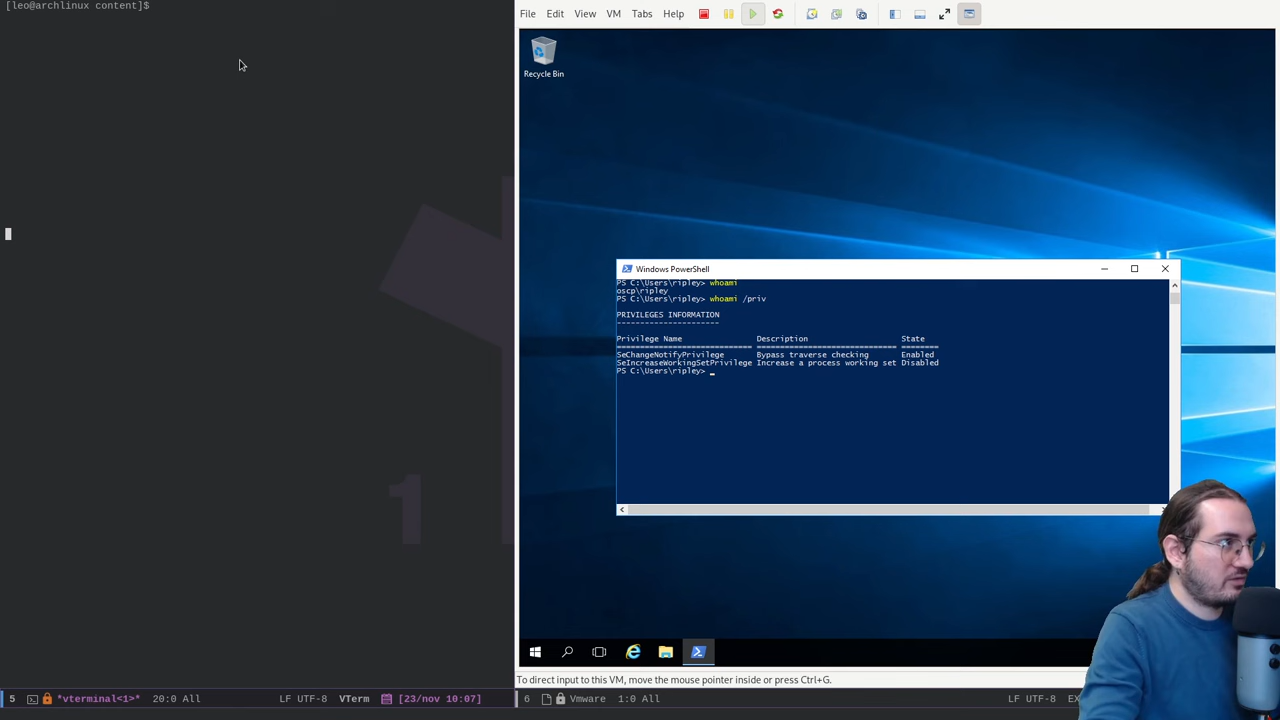 [leo@archlinux content]$
File Edit View VM Tabs Help
Recycle Bin
Windows PowerShell
PS C:\Users\ripley> whoami
oscp\ripley
PS C:\Users\ripley> whoami /priv
PRIVILEGES INFORMATION
----------------------
Privilege Name Description State
============================= ============================== ========
SeChangeNotifyPrivilege Bypass traverse checking Enabled
SeIncreaseWorkingSetPrivilege Increase a process working set Disabled
PS C:\Users\ripley> _
1
To direct input to this VM, move the mouse pointer inside or press Ctrl+G.
5 *vterminal<1>* 20:0 All LF UTF-8 VTerm [23/nov 10:07]
6 Vmware 1:0 All LF UTF-8